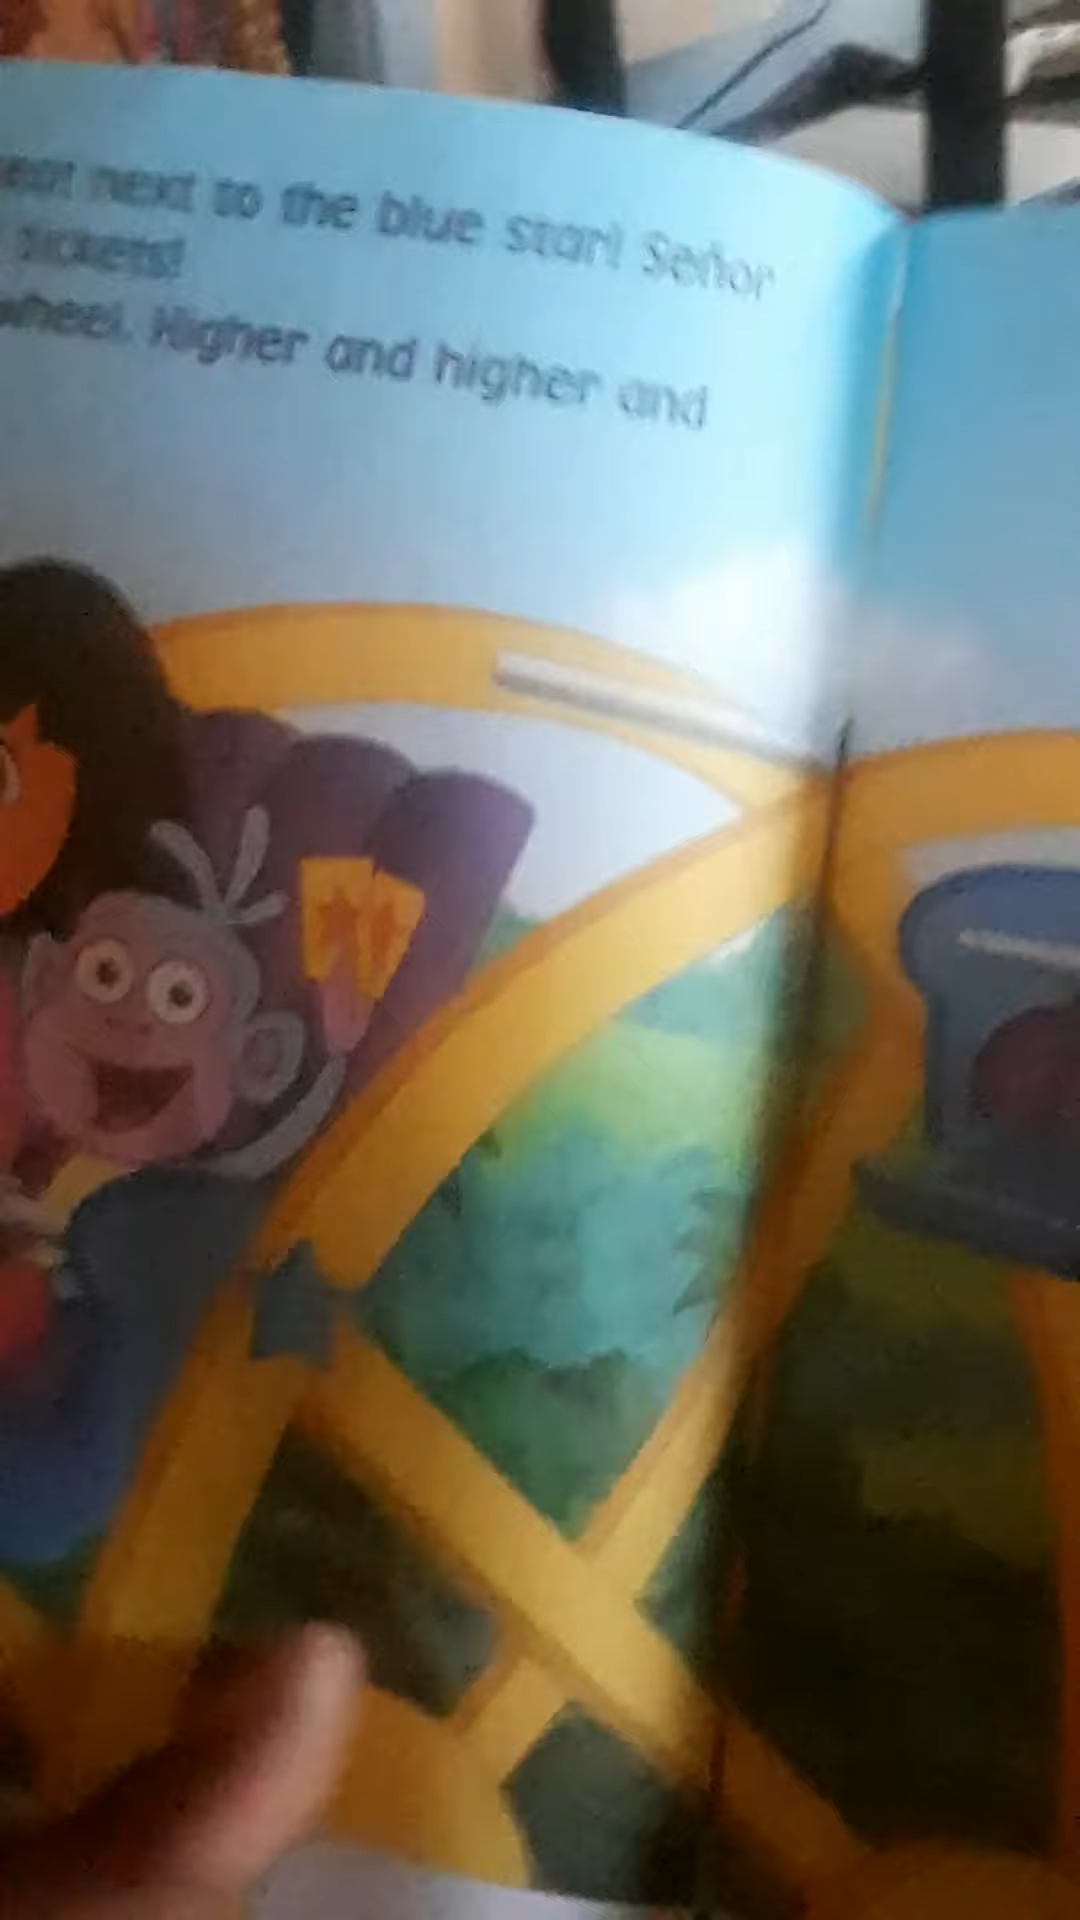 next to the blue star! Señor
tickets!
wheel. Higher and higher and